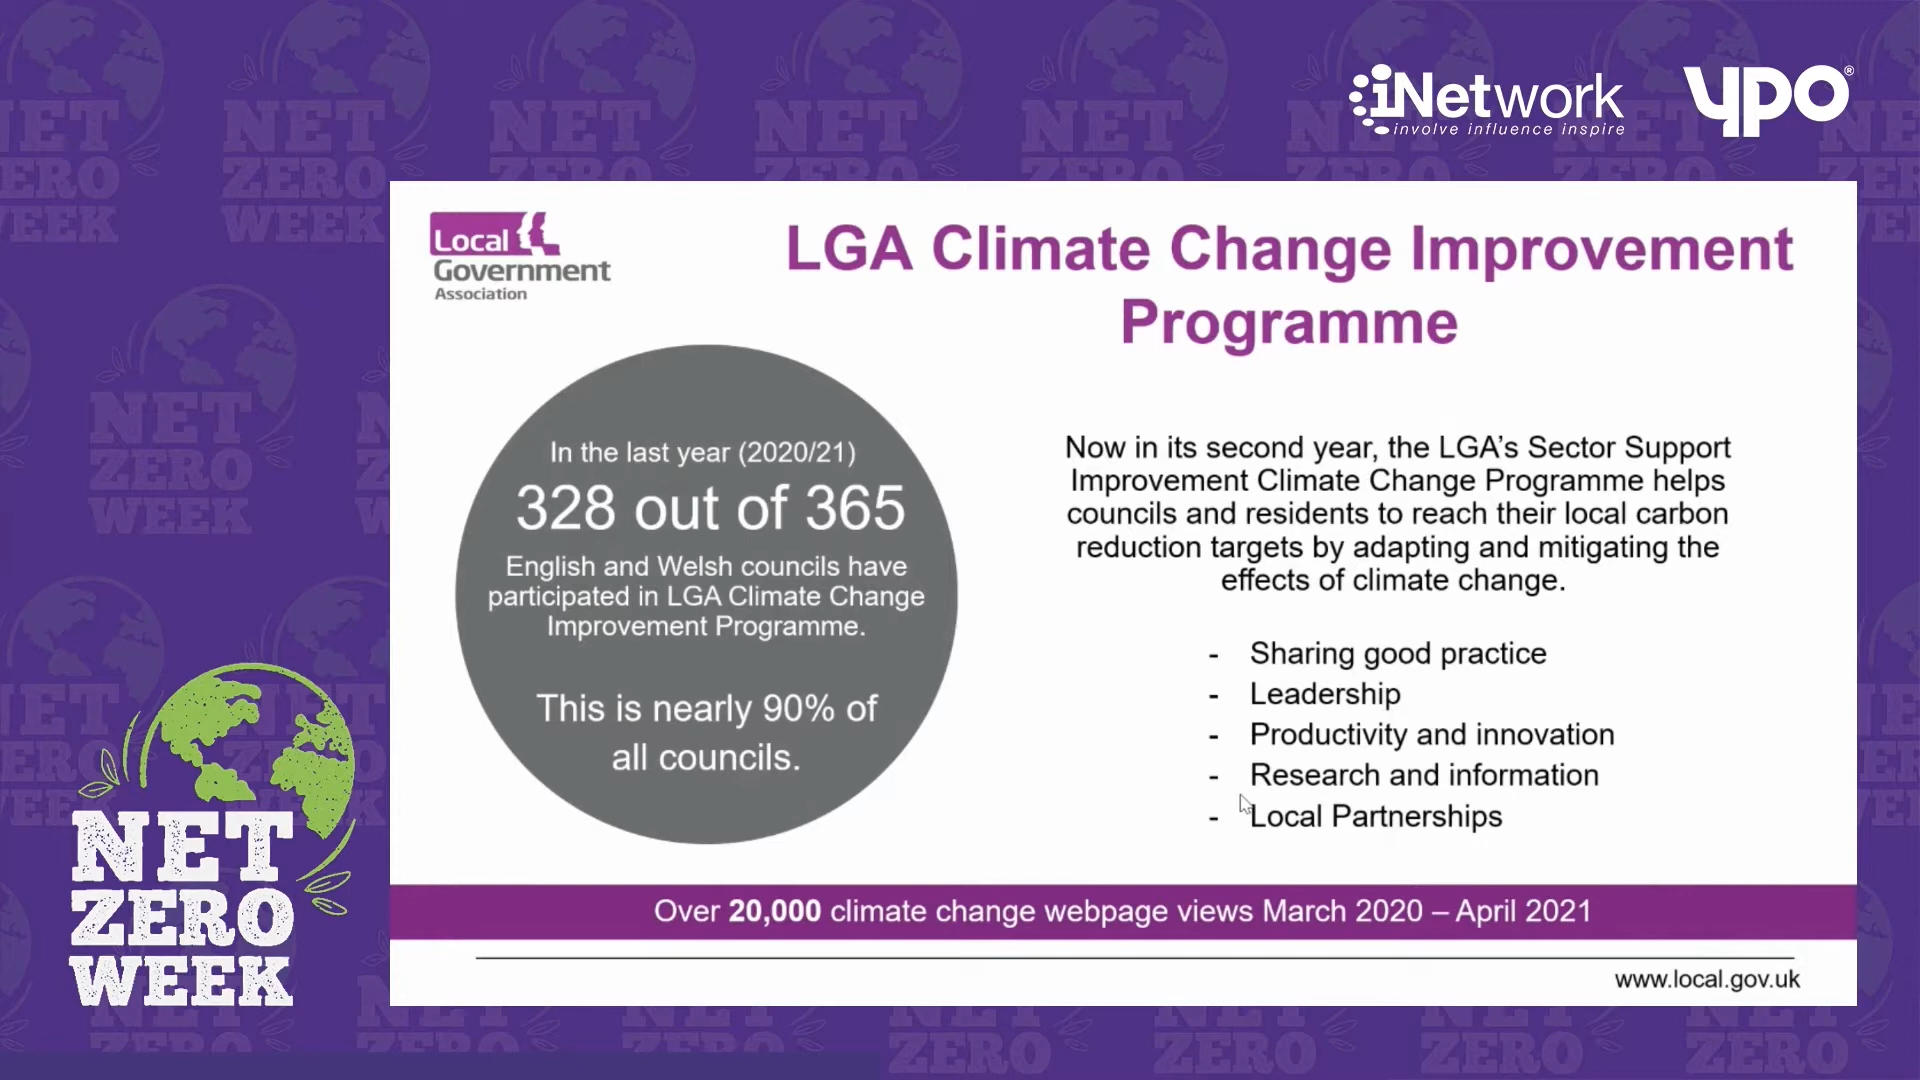 iNetwork
involve influence inspire
ypo®
Local
Government
Association
LGA Climate Change Improvement
Programme
In the last year (2020/21)
328 out of 365
English and Welsh councils have
participated in LGA Climate Change
Improvement Programme.
This is nearly 90% of
all councils.
Now in its second year, the LGA’s Sector Support
Improvement Climate Change Programme helps
councils and residents to reach their local carbon
reduction targets by adapting and mitigating the
effects of climate change.
- Sharing good practice
- Leadership
- Productivity and innovation
- Research and information
- Local Partnerships
Over 20,000 climate change webpage views March 2020 – April 2021
www.local.gov.uk
NET
ZERO
WEEK